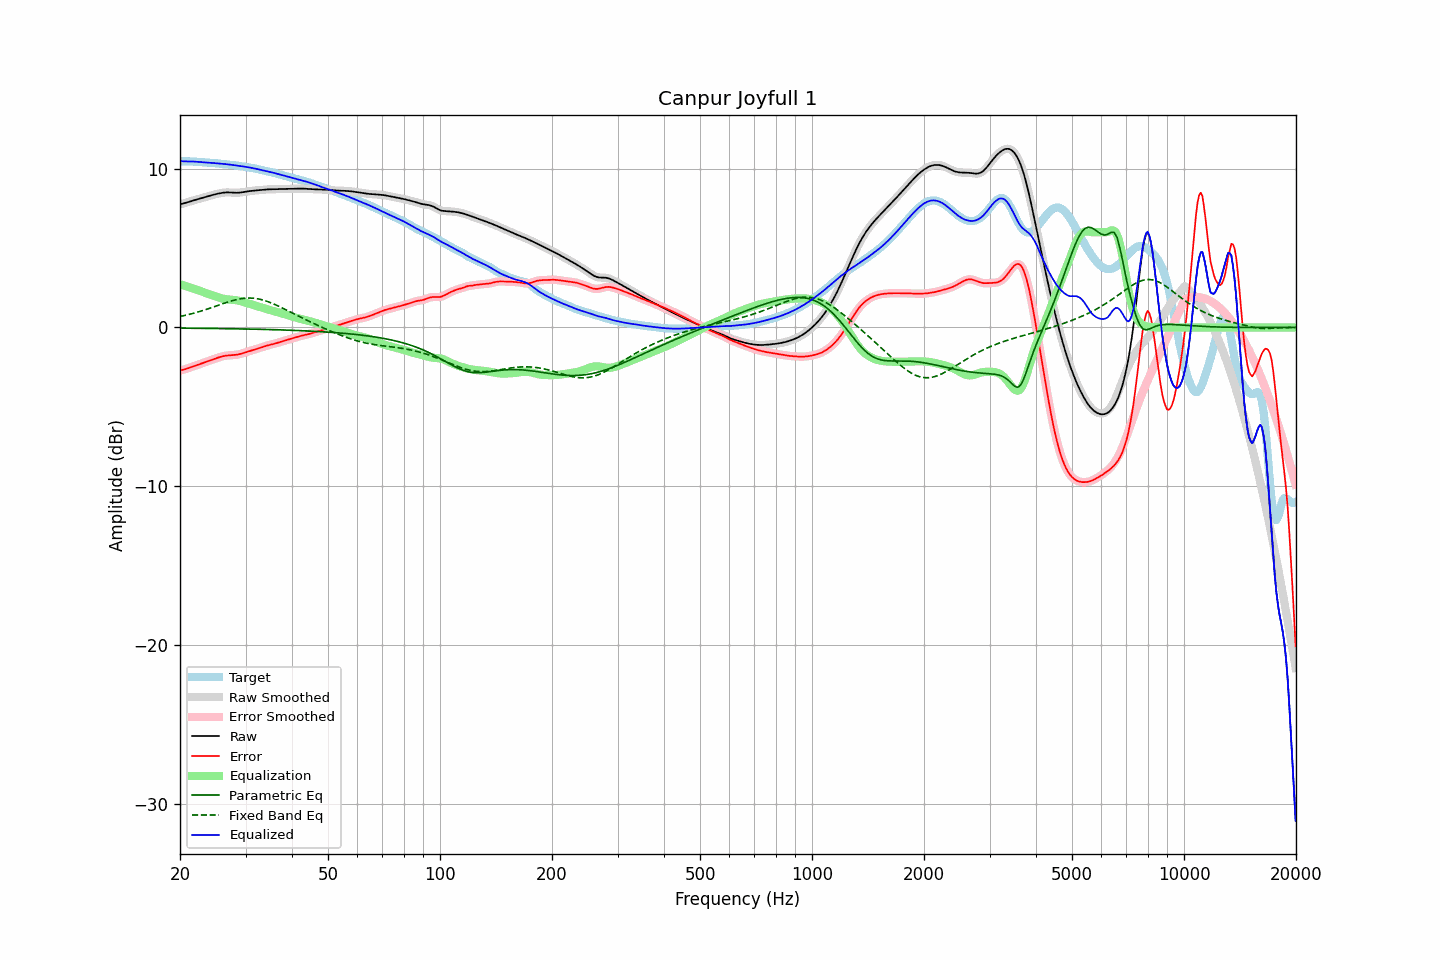 Canpur Joyfull 1
Amplitude (dBr)
10
0
−10
−20
−30
Target
Raw Smoothed
Error Smoothed
Raw
Error
Equalization
Parametric Eq
Fixed Band Eq
Equalized
20 50 100 200 500 1000 2000 5000 10000 20000
Frequency (Hz)